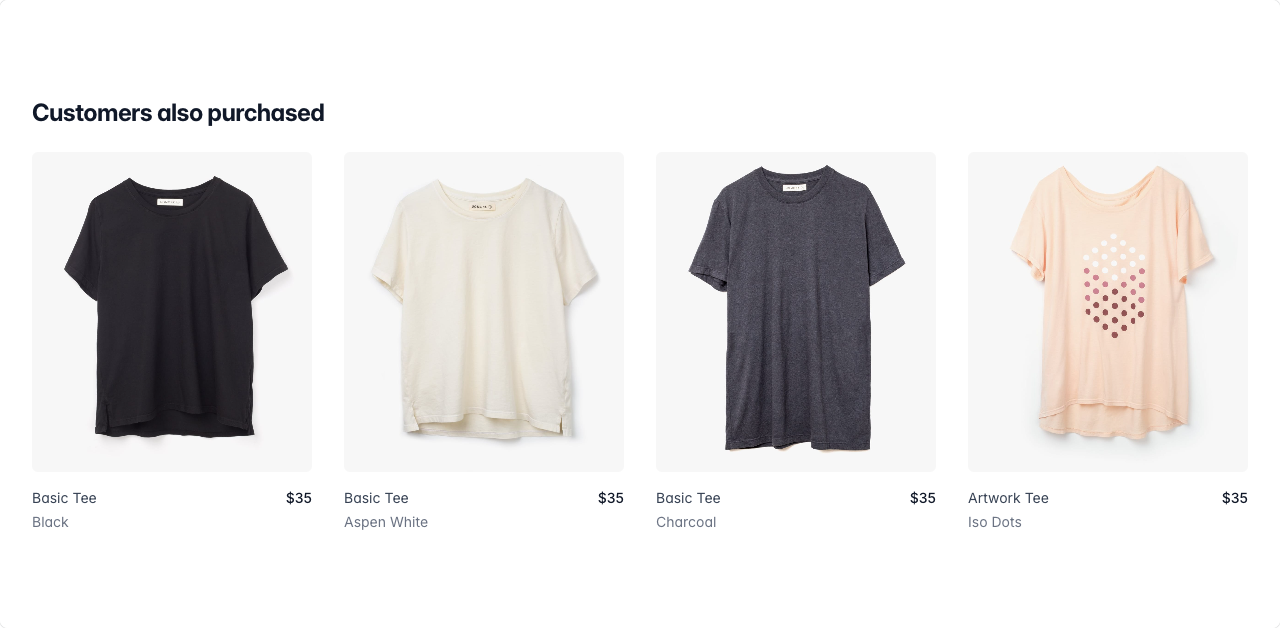 Customers also purchased
Basic Tee $35
Black
Basic Tee $35
Aspen White
Basic Tee $35
Charcoal
Artwork Tee $35
Iso Dots